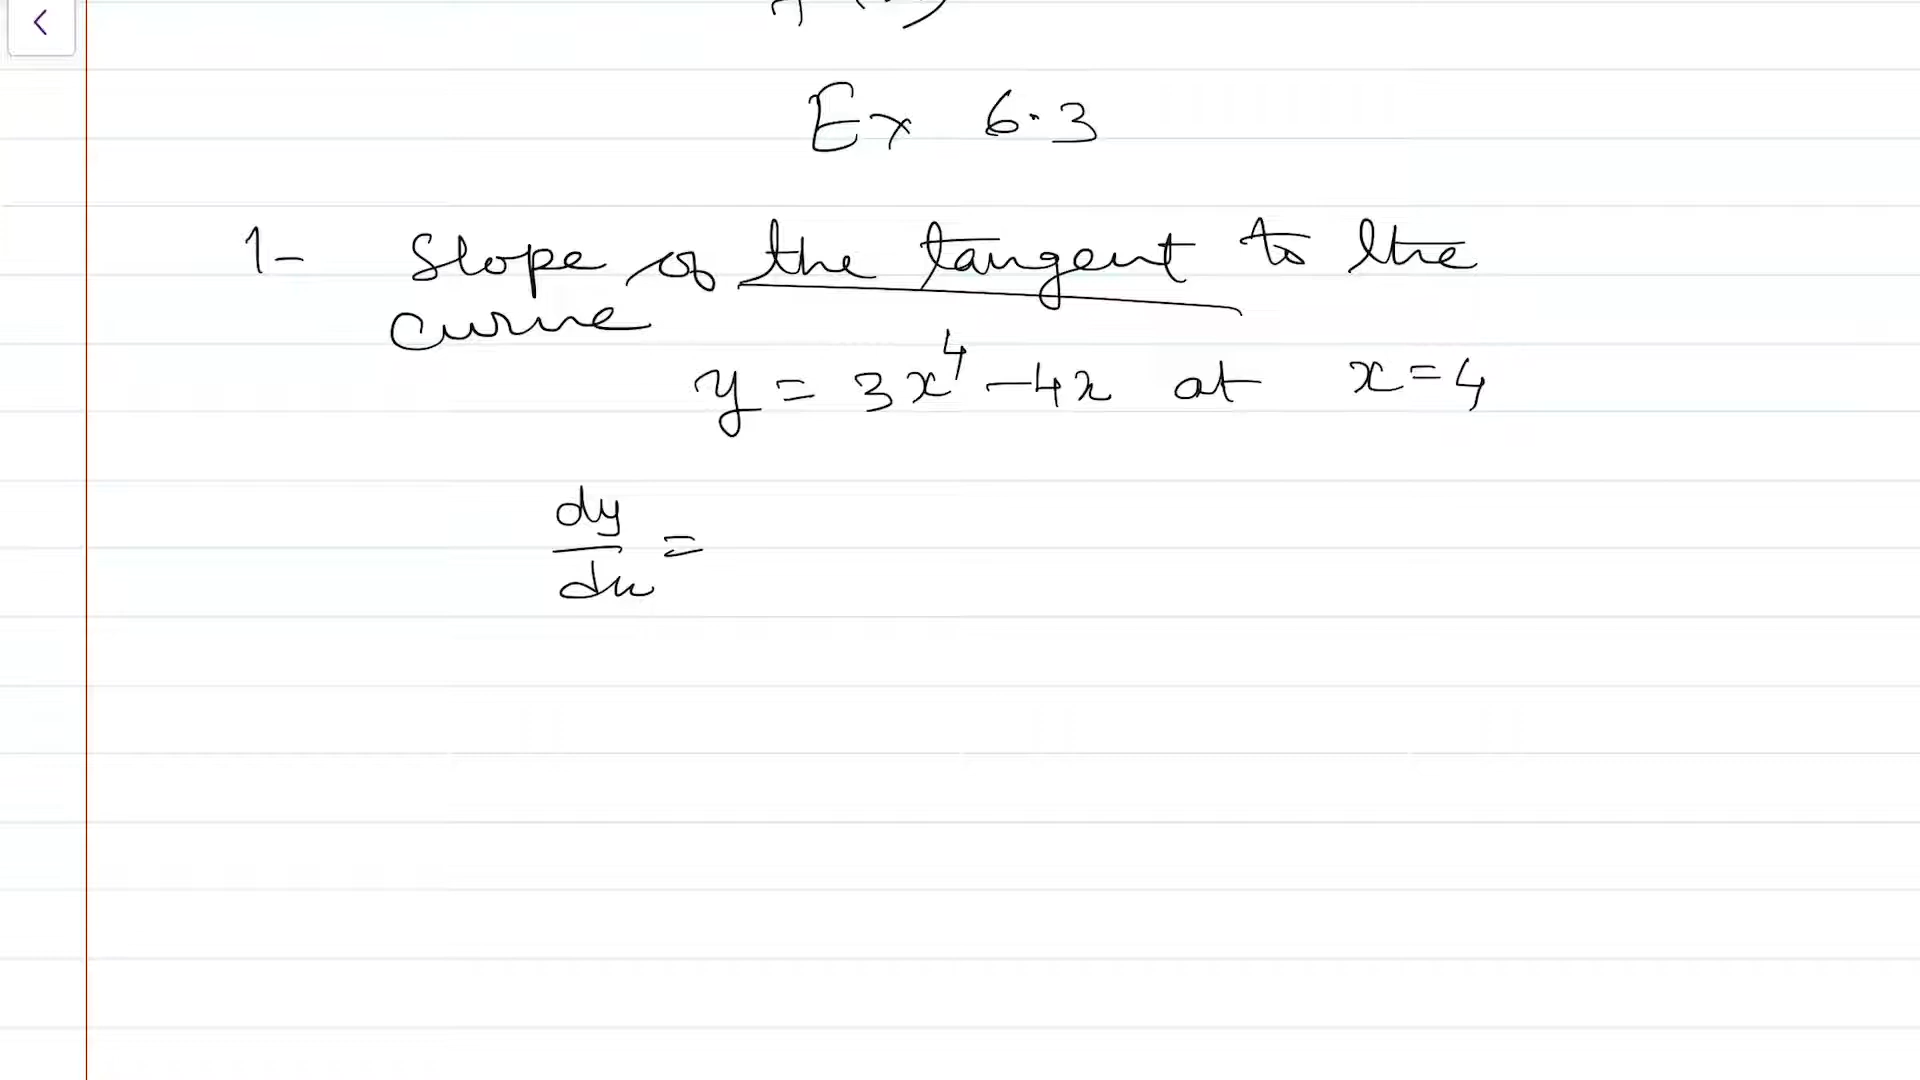 Ex 6.3
1- Slope of the tangent to the
curve
y = 3x⁴ - 4x at x = 4
dy/dx =